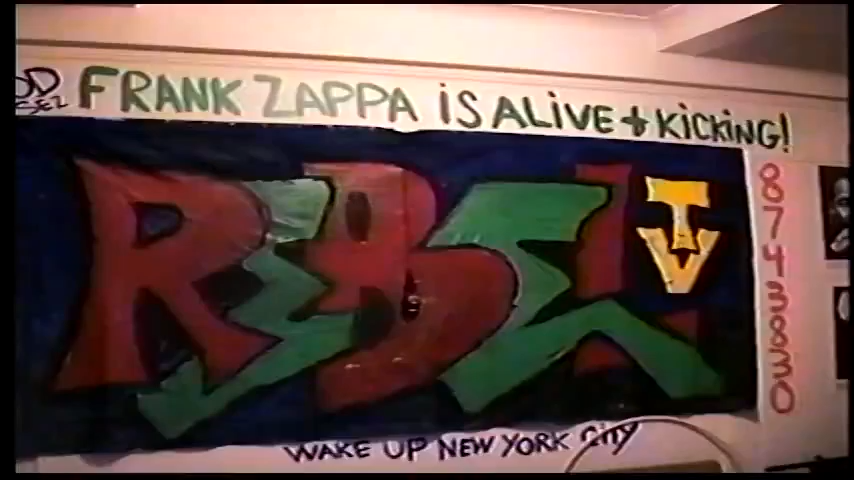 FRANK ZAPPA iS ALiVE + KiCKiNG!
REBEL
TV
8743830
WAKE UP NEW YORK City